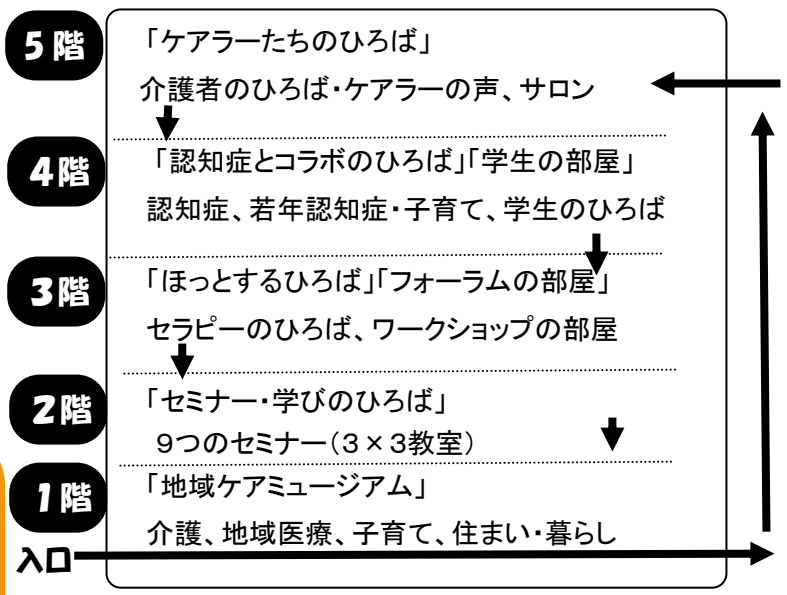 5階
「ケアラーたちのひろば」
介護者のひろば・ケアラーの声、サロン
4階
「認知症とコラボのひろば」「学生の部屋」
認知症、若年認知症・子育て、学生のひろば
3階
「ほっとするひろば」「フォーラムの部屋」
セラピーのひろば、ワークショップの部屋
2階
「セミナー・学びのひろば」
9つのセミナー(3×3教室)
1階
「地域ケアミュージアム」
介護、地域医療、子育て、住まい・暮らし
入口